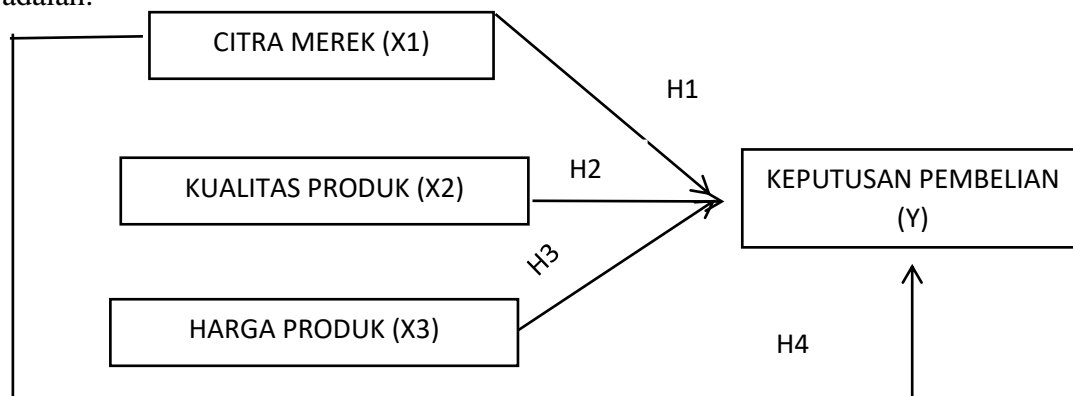 adalah:
CITRA MEREK (X1)
H1
H2
KUALITAS PRODUK (X2)
KEPUTUSAN PEMBELIAN
(Y)
H3
HARGA PRODUK (X3)
H4